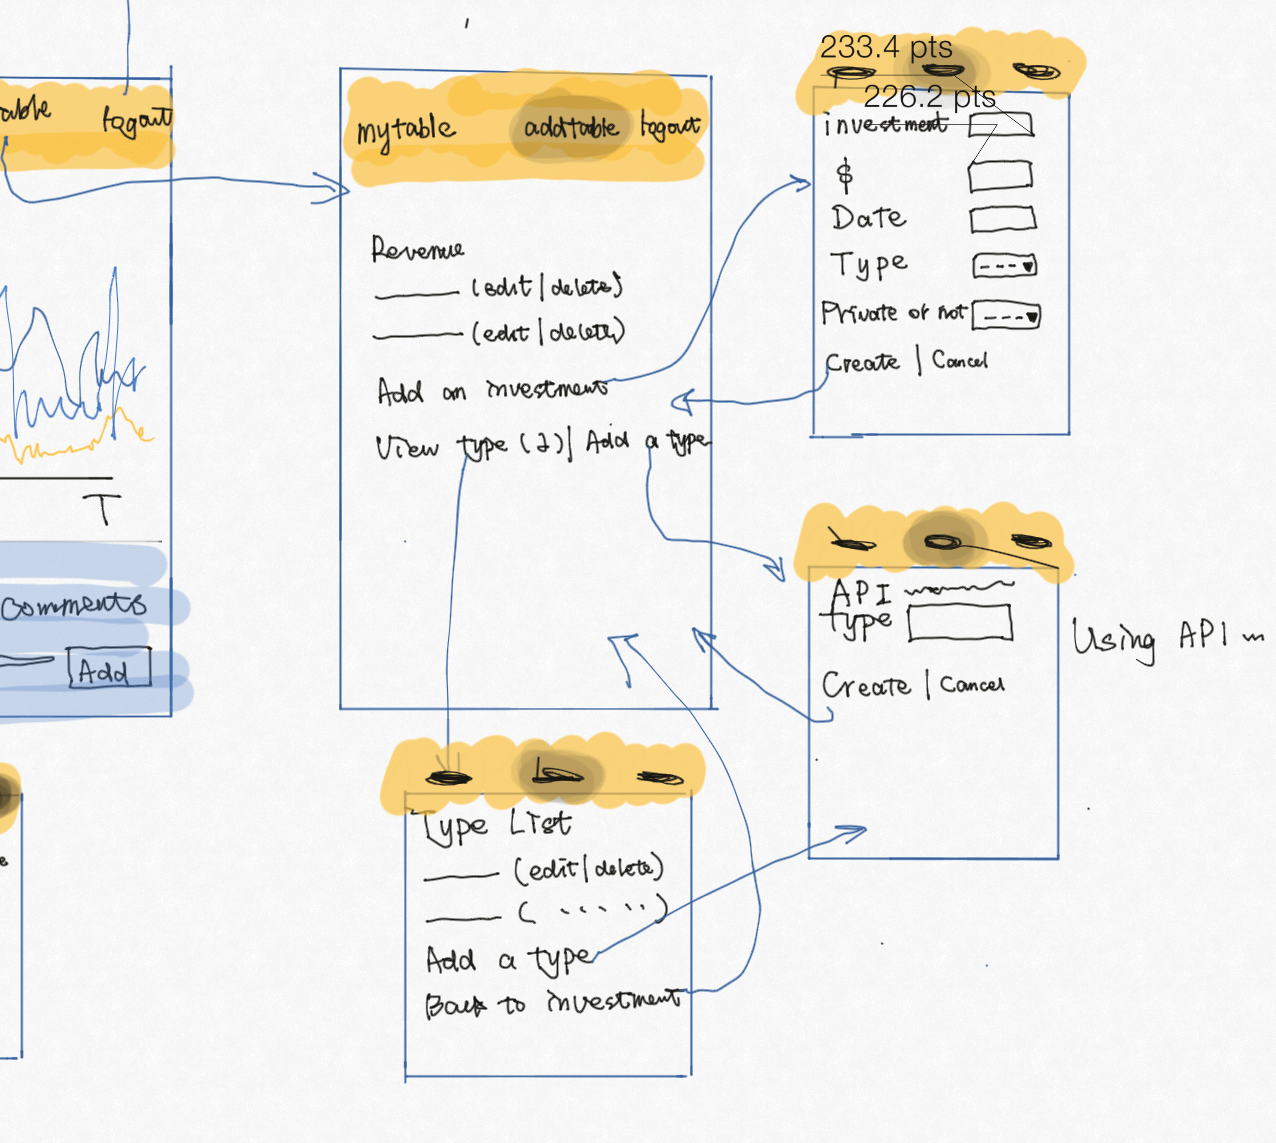 able logout
T
Comments
Add
mytable addtable logout
Revenue
(edit | delete)
(edit | delete)
Add an investment
View type (2) | Add a type
233.4 pts
226.2 pts
investment
$
Date
Type
Private or not
Create | Cancel
API
type
Create | Cancel
Using API
Type List
(edit | delete)
( ..... )
Add a type
Back to investment